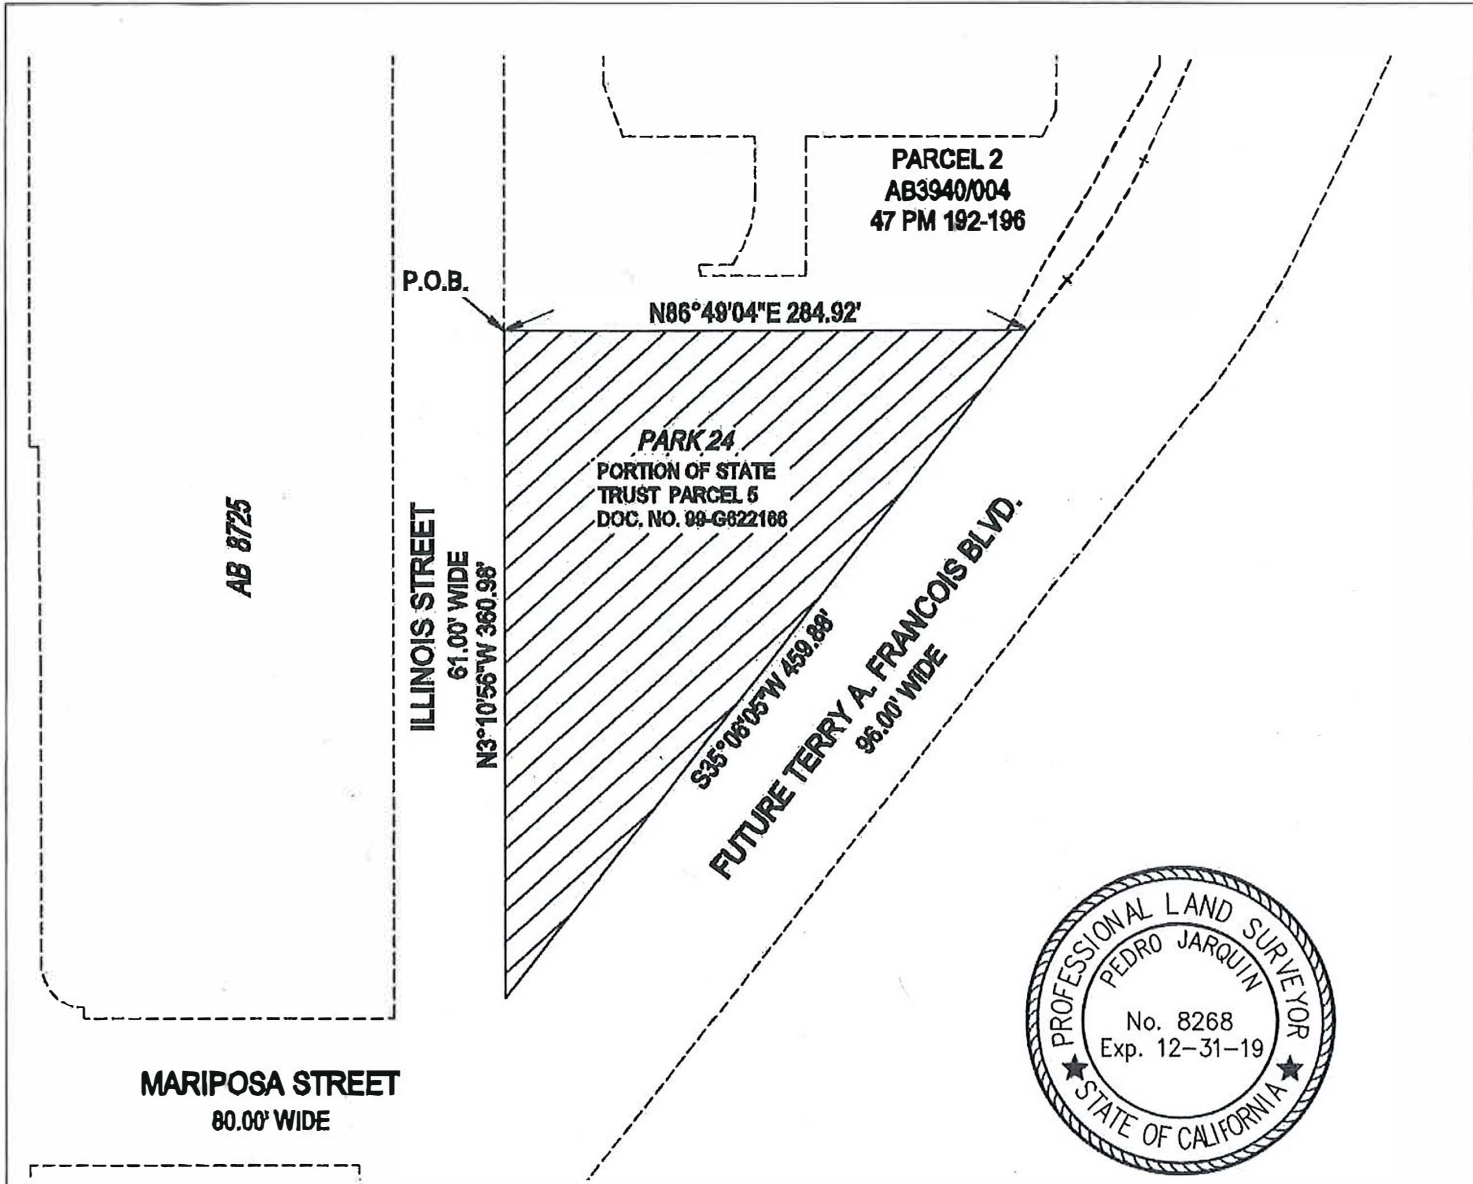 PARCEL 2
AB3940/004
47 PM 192-196
P.O.B.
N86°49'04"E 284.92'
PARK 24
PORTION OF STATE
TRUST PARCEL 5
DOC. NO. 99-G622166
AB 8725
ILLINOIS STREET
61.00' WIDE
N3°10'56"W 360.98'
S35°06'05"W 459.88'
FUTURE TERRY A. FRANCOIS BLVD.
96.00' WIDE
MARIPOSA STREET
80.00' WIDE
PROFESSIONAL LAND SURVEYOR
PEDRO JARQUIN
No. 8268
Exp. 12-31-19
STATE OF CALIFORNIA